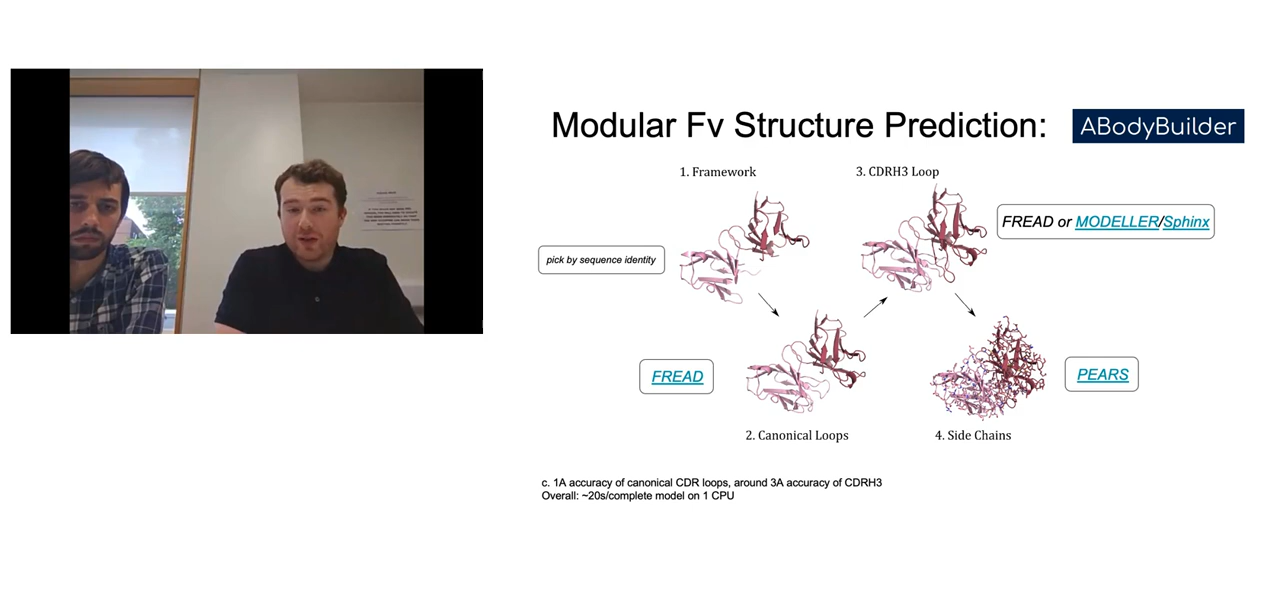 Modular Fv Structure Prediction:
ABodyBuilder
1. Framework
3. CDRH3 Loop
FREAD or MODELLER/Sphinx
pick by sequence identity
FREAD
PEARS
2. Canonical Loops
4. Side Chains
c. 1A accuracy of canonical CDR loops, around 3A accuracy of CDRH3
Overall: ~20s/complete model on 1 CPU